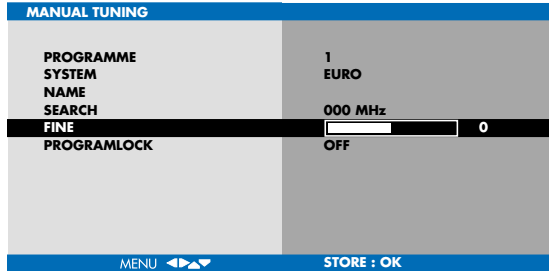 MANUAL TUNING
PROGRAMME 1
SYSTEM EURO
NAME
SEARCH 000 MHz
FINE 0
PROGRAMLOCK OFF
MENU STORE : OK